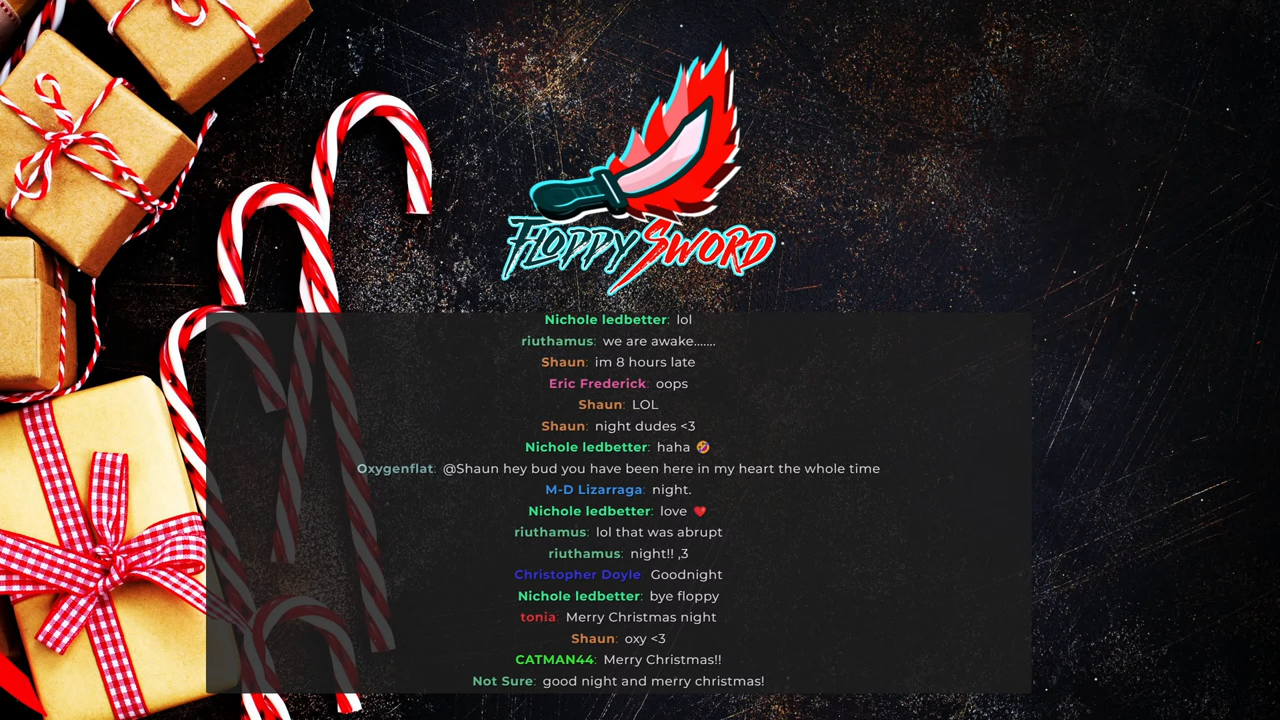 FLOPPY SWORD
Nichole ledbetter: lol
riuthamus: we are awake.......
Shaun: im 8 hours late
Eric Frederick: oops
Shaun: LOL
Shaun: night dudes <3
Nichole ledbetter: haha 🤣
Oxygenflat: @Shaun hey bud you have been here in my heart the whole time
M-D Lizarraga: night.
Nichole ledbetter: love ❤️
riuthamus: lol that was abrupt
riuthamus: night!! ,3
Christopher Doyle: Goodnight
Nichole ledbetter: bye floppy
tonia: Merry Christmas night
Shaun: oxy <3
CATMAN44: Merry Christmas!!
Not Sure: good night and merry christmas!